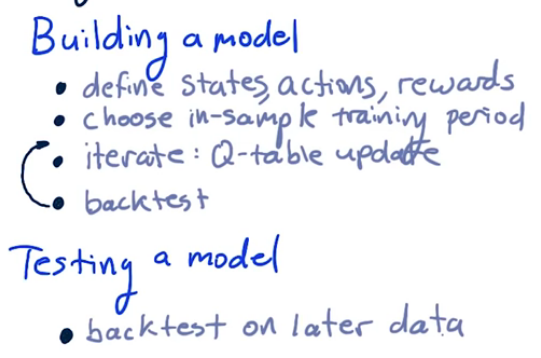 Building a model
• define states, actions, rewards
• choose in-sample training period
• iterate: Q-table update
• backtest
Testing a model
• backtest on later data